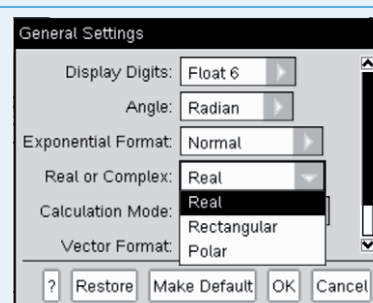 General Settings
Display Digits: Float 6
Angle: Radian
Exponential Format: Normal
Real or Complex: Real
Real
Calculation Mode:
Rectangular
Vector Format:
Polar
? Restore Make Default OK Cancel